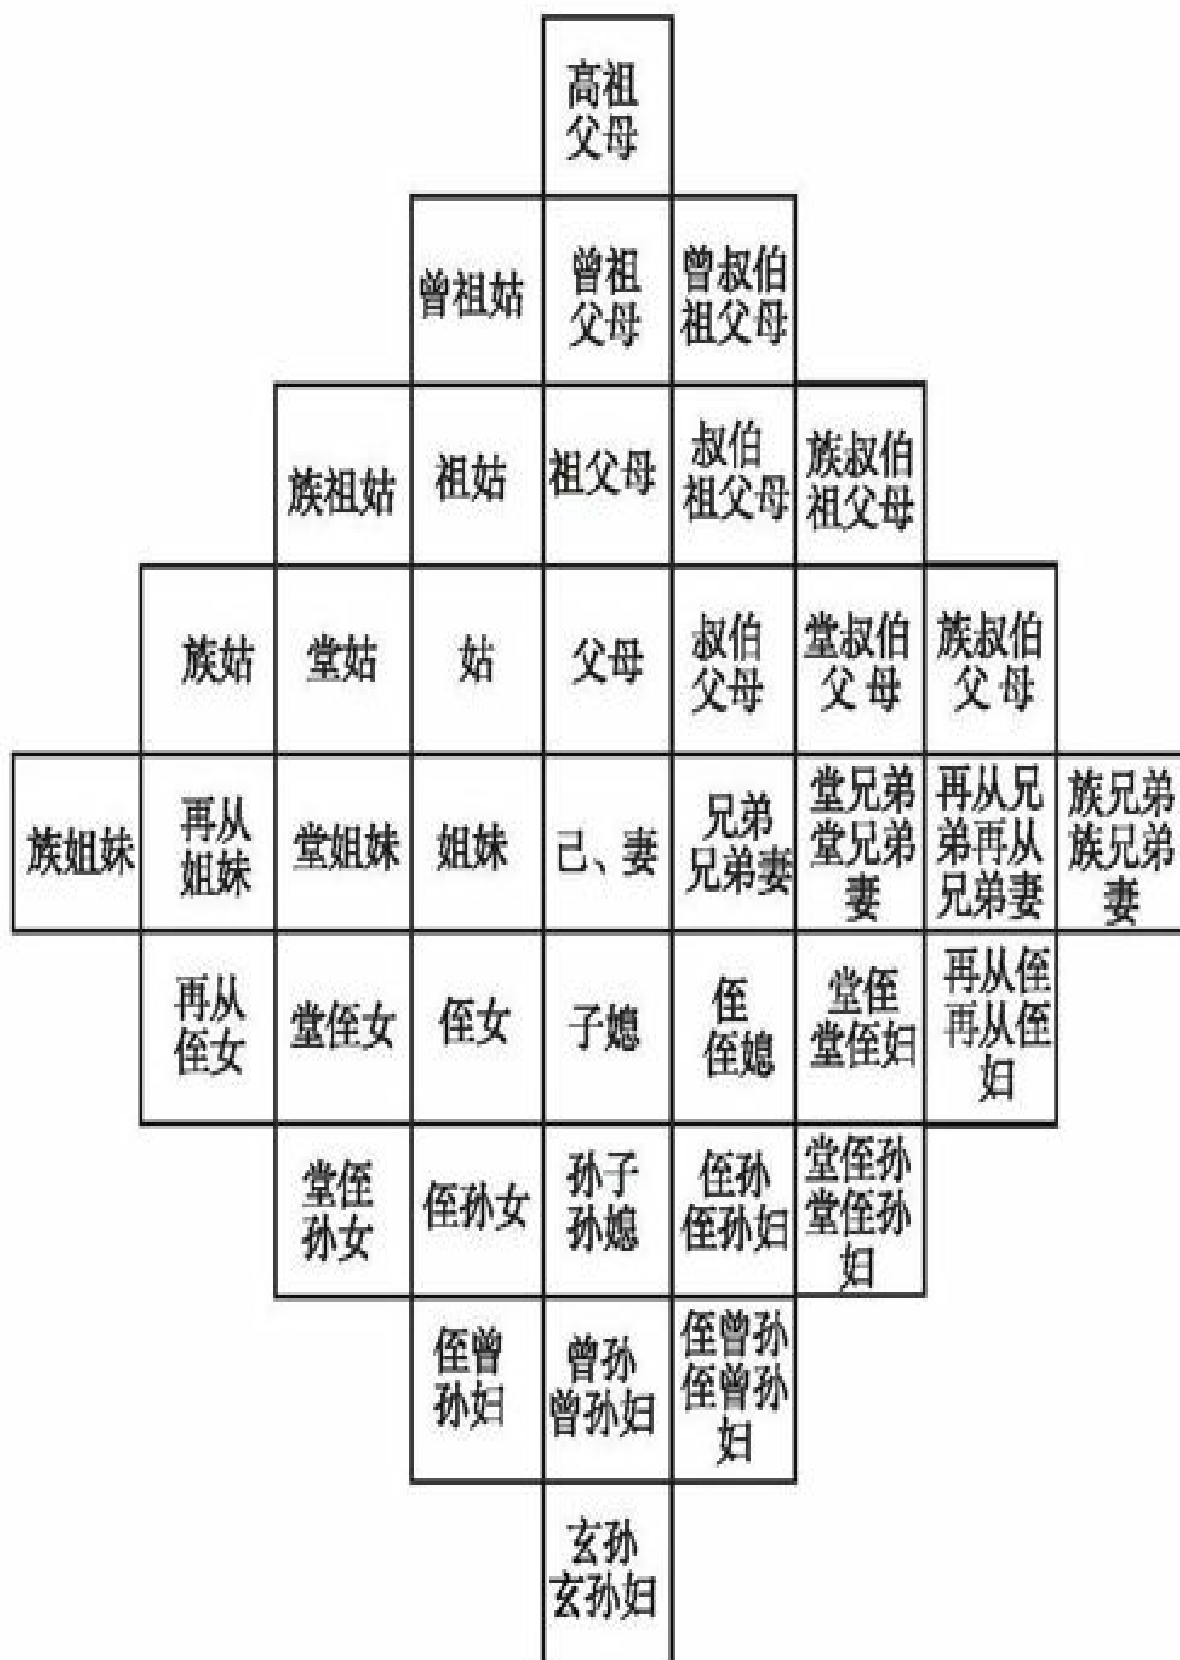 高祖
父母
曾祖姑
曾祖
父母
曾叔伯
祖父母
族祖姑
祖姑
祖父母
叔伯
祖父母
族叔伯
祖父母
族姑
堂姑
姑
父母
叔伯
父母
堂叔伯
父 母
族叔伯
父 母
族姐妹
再从
姐妹
堂姐妹
姐妹
己、妻
兄弟
兄弟妻
堂兄弟
堂兄弟
妻
再从兄
弟再从
兄弟妻
族兄弟
族兄弟
妻
再从
侄女
堂侄女
侄女
子媳
侄
侄媳
堂侄
堂侄妇
再从侄
再从侄
妇
堂侄
孙女
侄孙女
孙子
孙媳
侄孙
侄孙妇
堂侄孙
堂侄孙
妇
侄曾
孙妇
曾孙
曾孙妇
侄曾孙
侄曾孙
妇
玄孙
玄孙妇